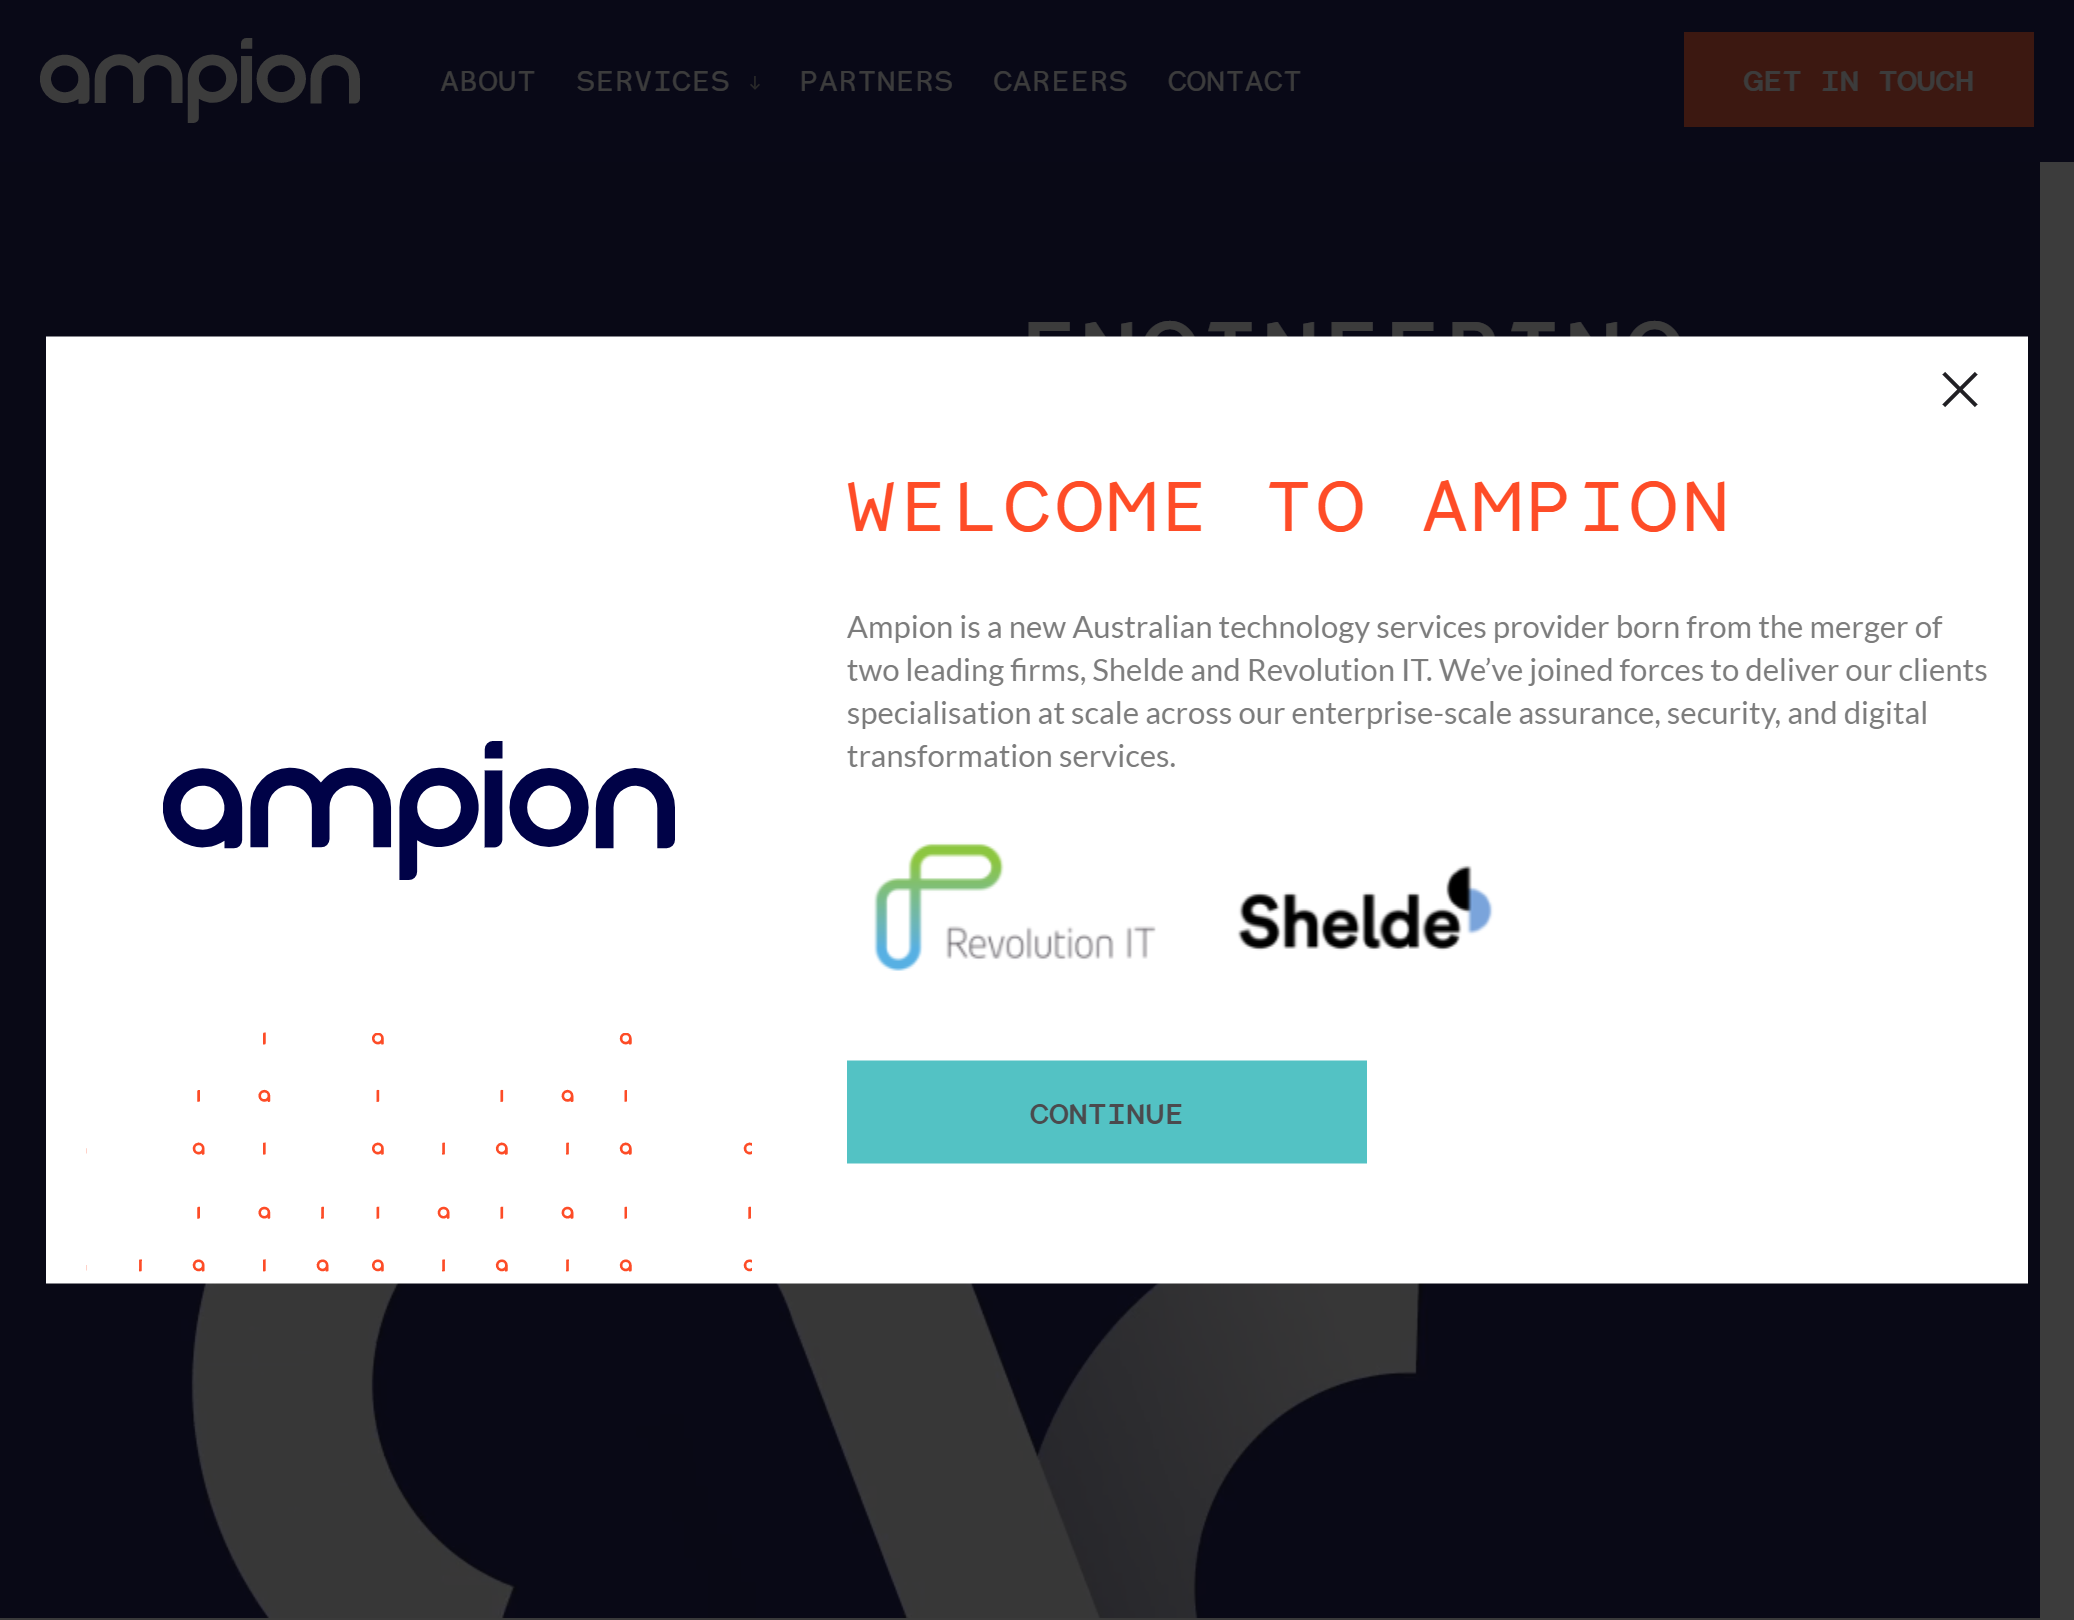 ampion
ABOUT SERVICES ↓ PARTNERS CAREERS CONTACT
GET IN TOUCH
ENGINEERING
WELCOME TO AMPION
Ampion is a new Australian technology services provider born from the merger of
two leading firms, Shelde and Revolution IT. We’ve joined forces to deliver our clients
specialisation at scale across our enterprise-scale assurance, security, and digital
transformation services.
ampion
Revolution IT
Shelde
CONTINUE